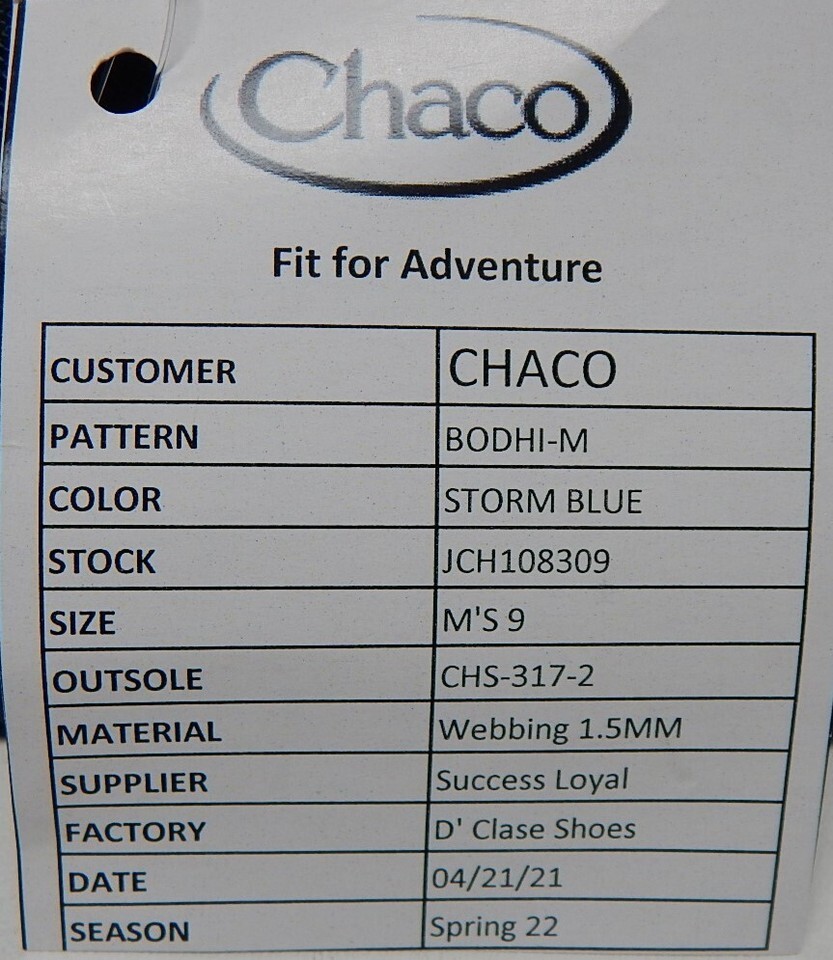 Chaco
Fit for Adventure
CUSTOMER CHACO
PATTERN BODHI-M
COLOR STORM BLUE
STOCK JCH108309
SIZE M'S 9
OUTSOLE CHS-317-2
MATERIAL Webbing 1.5MM
SUPPLIER Success Loyal
FACTORY D' Clase Shoes
DATE 04/21/21
SEASON Spring 22